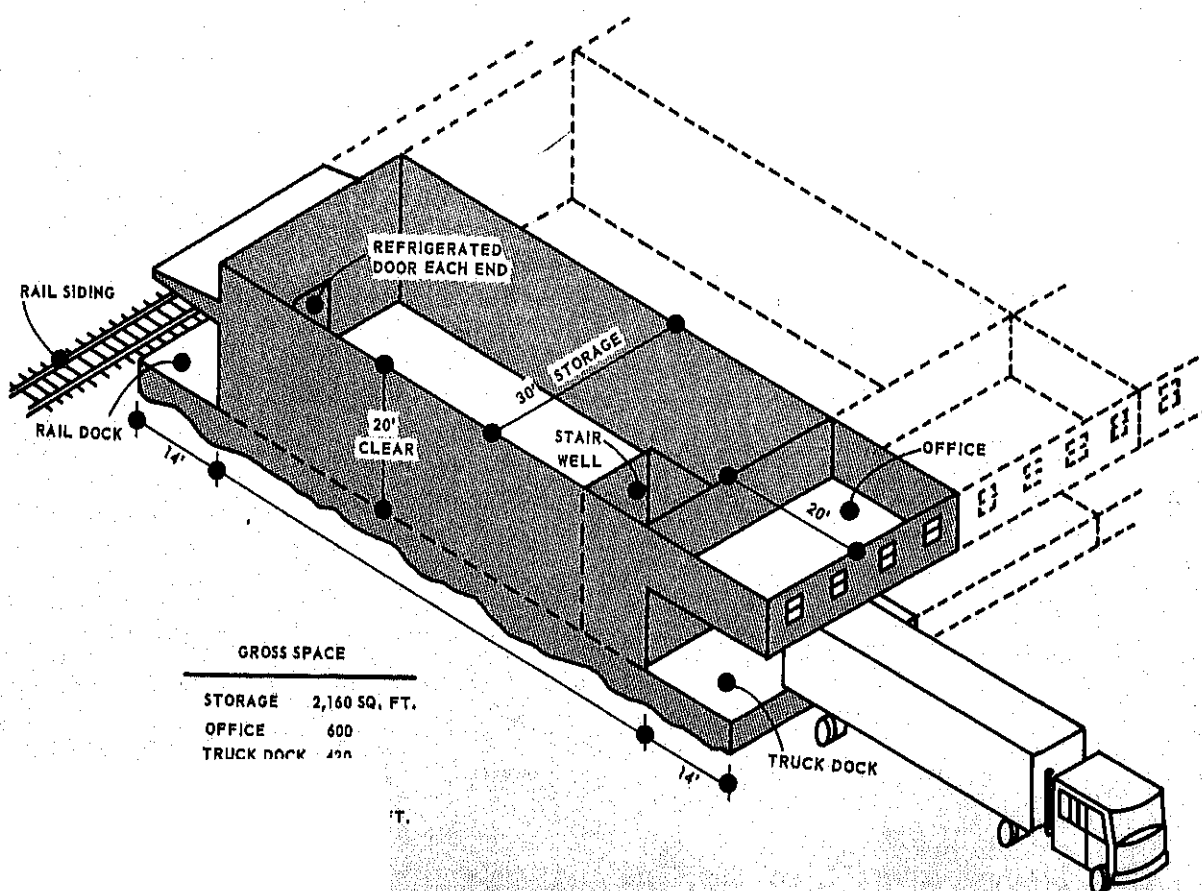 REFRIGERATED
DOOR EACH END
RAIL SIDING
30' STORAGE
RAIL DOCK
20'
CLEAR
STAIR
WELL
OFFICE
20'
14'
GROSS SPACE
STORAGE 2,160 SQ. FT.
OFFICE 600
TRUCK DOCK 420
TRUCK DOCK
14'
'T.